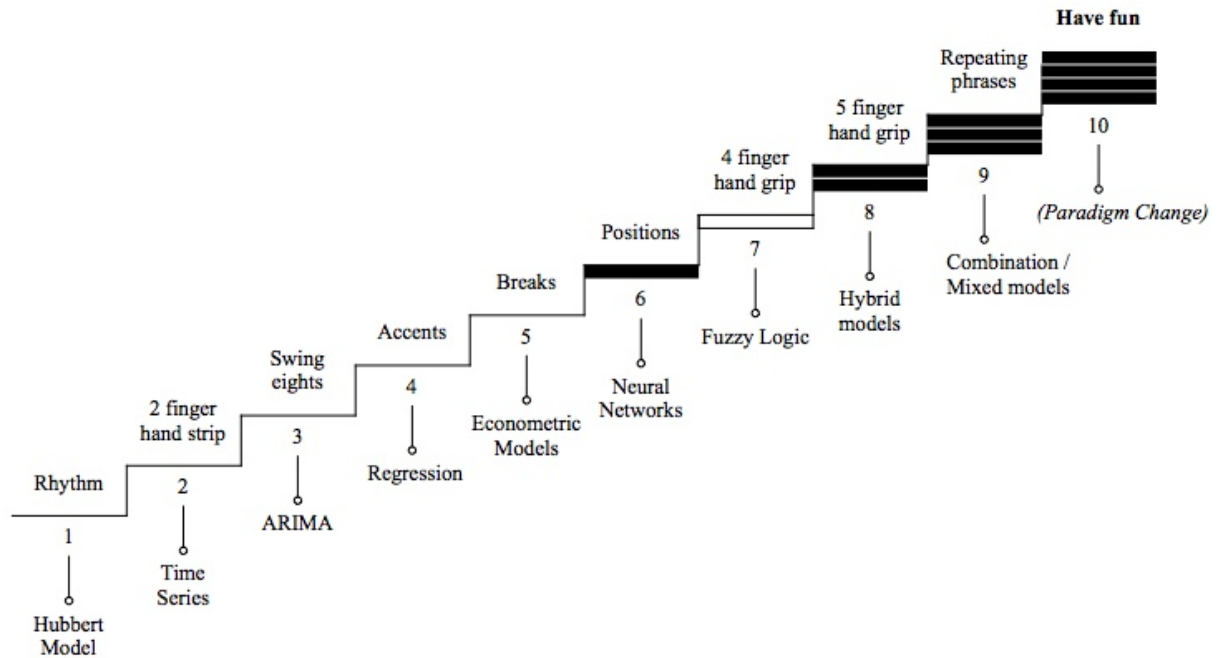 Have fun
Repeating
phrases
10
(Paradigm Change)
5 finger
hand grip
9
Combination /
Mixed models
4 finger
hand grip
8
Hybrid
models
Positions
7
Fuzzy Logic
Breaks
6
Neural
Networks
Accents
5
Econometric
Models
Swing
eights
4
Regression
2 finger
hand strip
3
ARIMA
Rhythm
2
Time
Series
1
Hubbert
Model